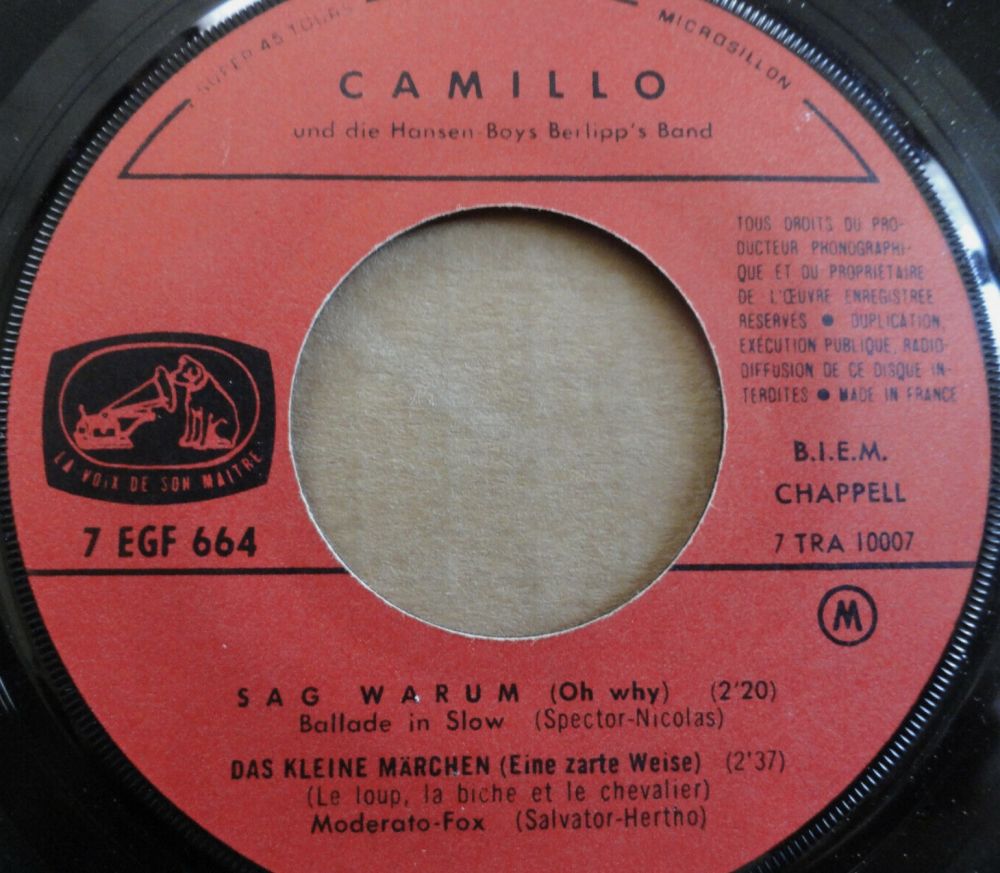 SUPER 45 TOURS
MICROSILLON
CAMILLO
und die Hansen-Boys Berlipp's Band
TOUS DROITS DU PRO-
DUCTEUR PHONOGRAPHI-
QUE ET DU PROPRIÉTAIRE
DE L'ŒUVRE ENREGISTRÉE
RÉSERVÉS ● DUPLICATION,
EXÉCUTION PUBLIQUE, RADIO-
DIFFUSION DE CE DISQUE IN-
TERDITES ● MADE IN FRANCE
LA VOIX DE SON MAITRE
B.I.E.M.
CHAPPELL
7 EGF 664
7 TRA 10007
M
SAG WARUM (Oh why) (2'20)
Ballade in Slow (Spector-Nicolas)
DAS KLEINE MÄRCHEN (Eine zarte Weise) (2'37)
(Le loup, la biche et le chevalier)
Moderato-Fox (Salvator-Hertho)